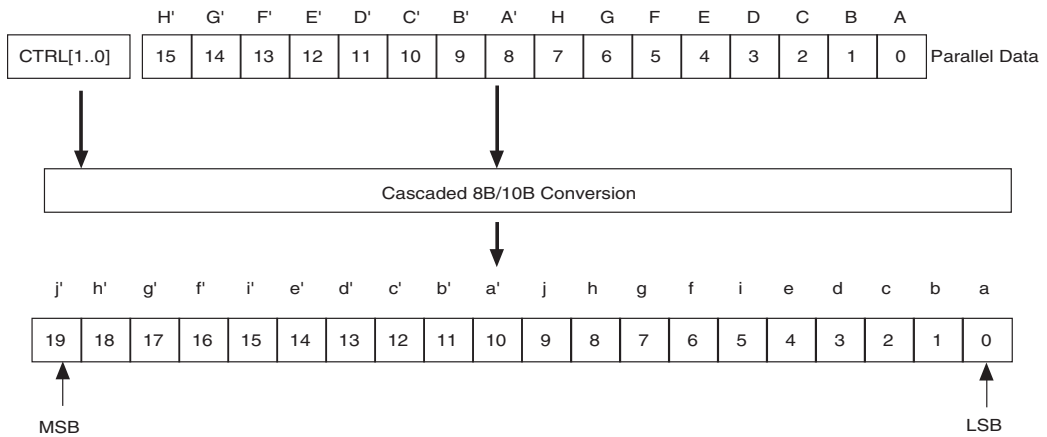 H' G' F' E' D' C' B' A' H G F E D C B A
CTRL[1..0] 15 14 13 12 11 10 9 8 7 6 5 4 3 2 1 0 Parallel Data
Cascaded 8B/10B Conversion
j' h' g' f' i' e' d' c' b' a' j h g f i e d c b a
19 18 17 16 15 14 13 12 11 10 9 8 7 6 5 4 3 2 1 0
MSB LSB